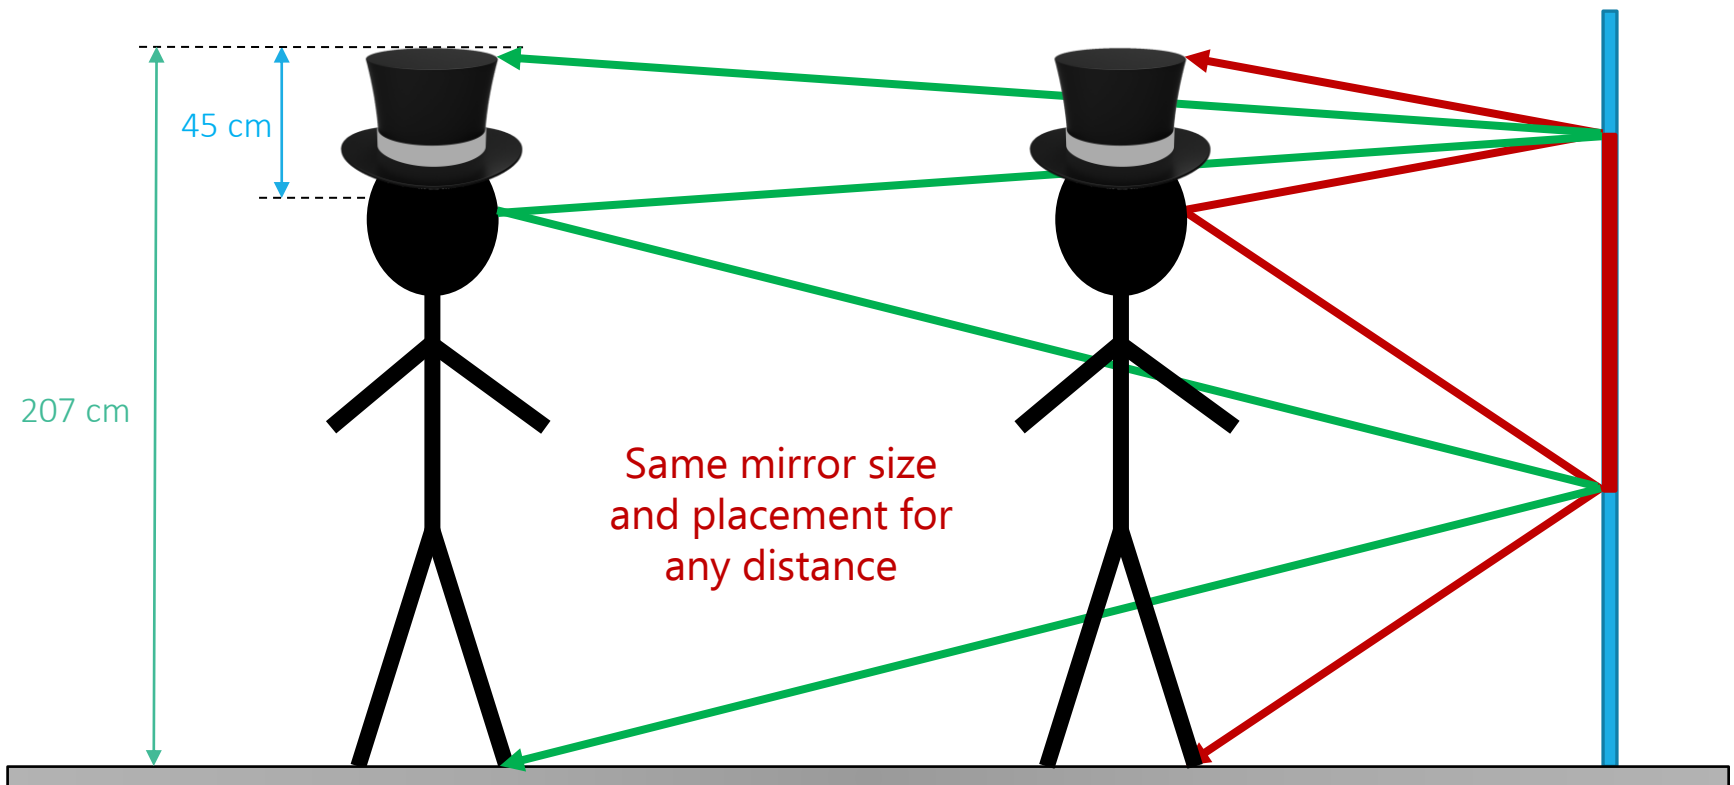 45 cm
207 cm
Same mirror size
and placement for
any distance